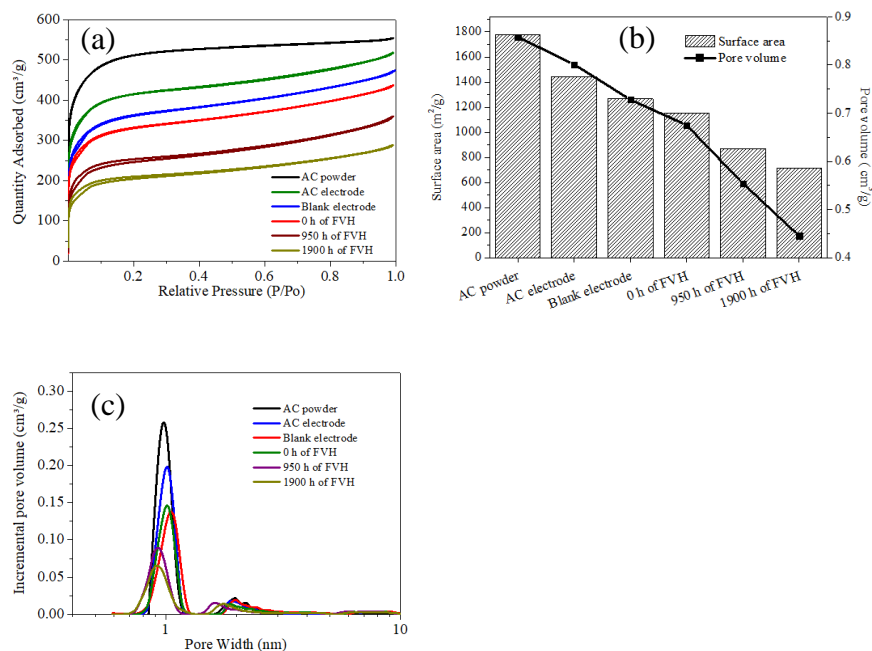 (a)
600
500
400
300
200
100
0
Quantity Adsorbed (cm³/g)
AC powder
AC electrode
Blank electrode
0 h of FVH
950 h of FVH
1900 h of FVH
0.2 0.4 0.6 0.8 1.0
Relative Pressure (P/Po)
(b)
Surface area
Pore volume
1800
1600
1400
1200
1000
800
600
400
200
0
Surface area (m²/g)
0.9
0.8
0.7
0.6
0.5
0.4
Pore volume ( cm³/g)
AC powder
AC electrode
Blank electrode
0 h of FVH
950 h of FVH
1900 h of FVH
(c)
0.30
0.25
0.20
0.15
0.10
0.05
0.00
Incremental pore volume (cm³/g)
AC powder
AC electrode
Blank electrode
0 h of FVH
950 h of FVH
1900 h of FVH
1 10
Pore Width (nm)